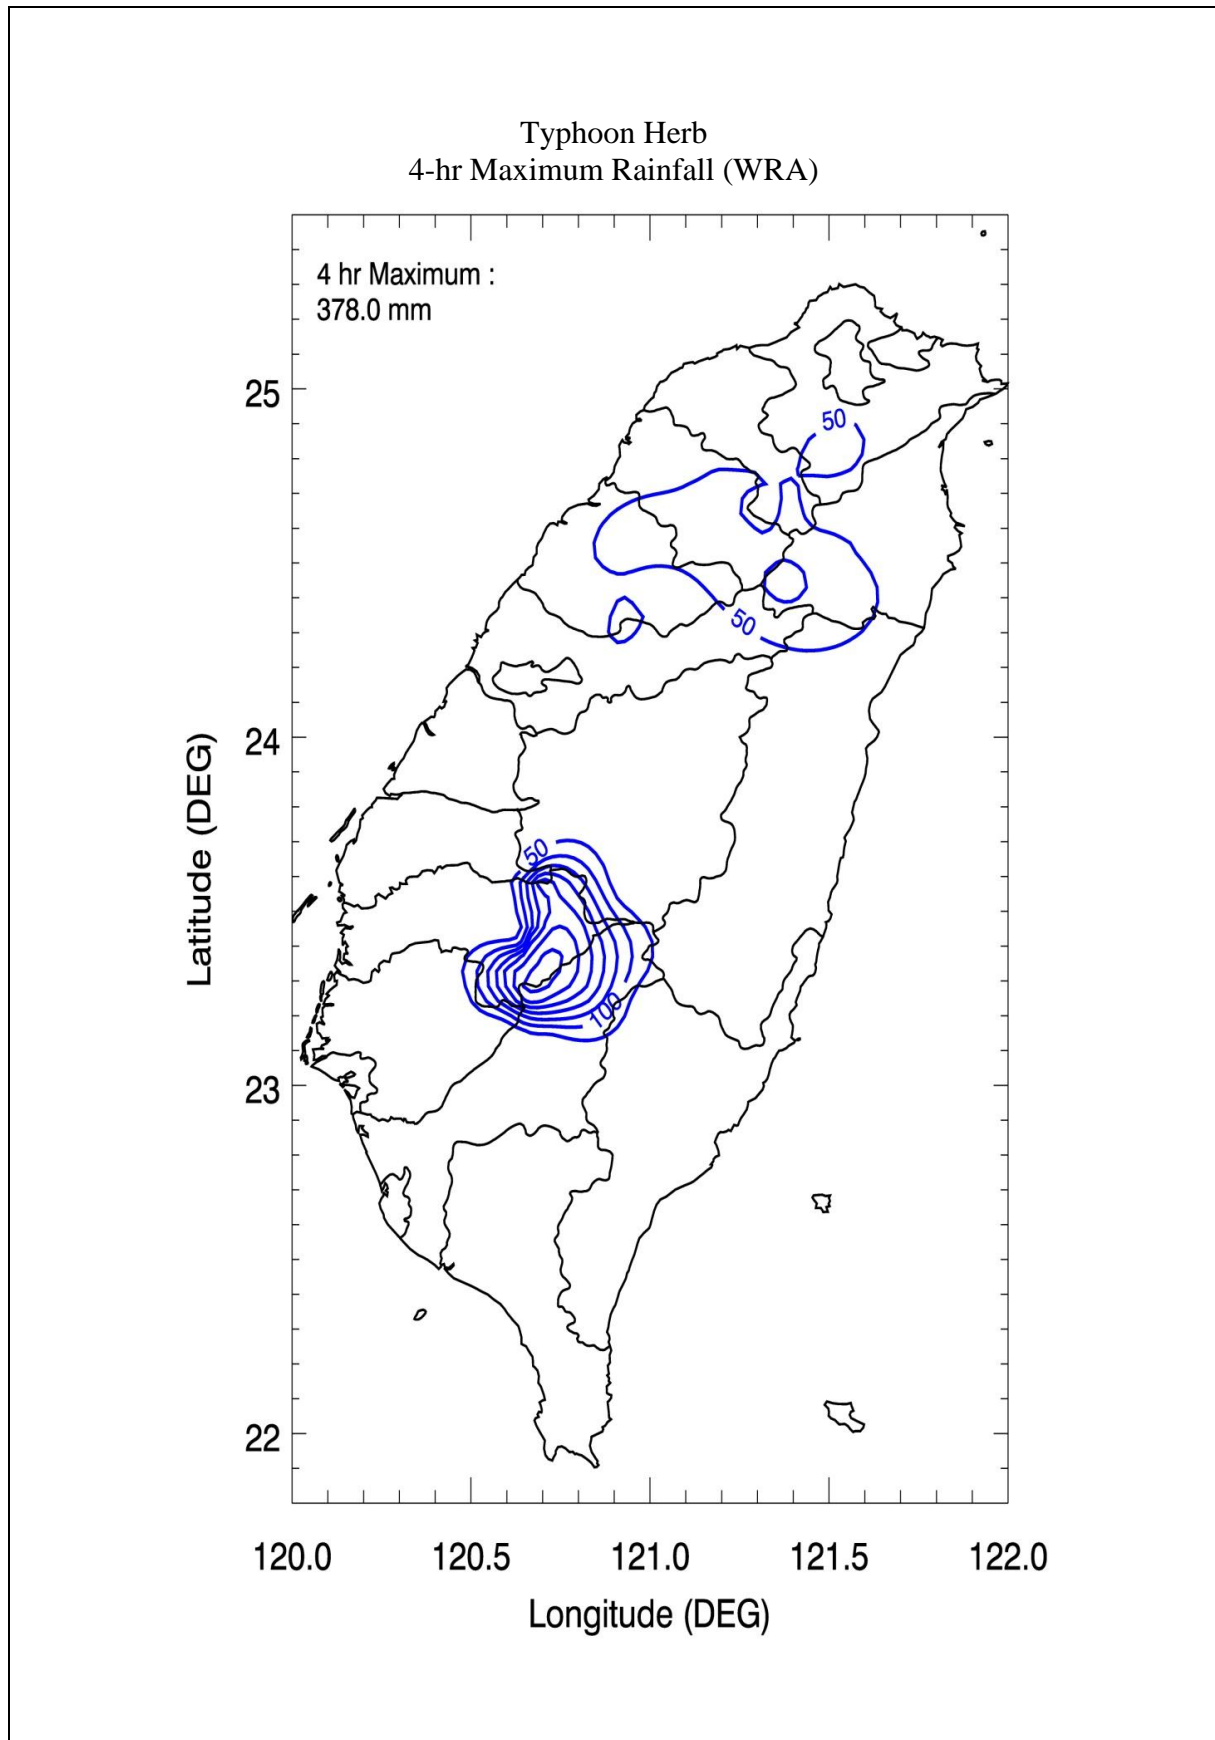 Typhoon Herb
4-hr Maximum Rainfall (WRA)
4 hr Maximum :
378.0 mm
25
50
50
24
Latitude (DEG)
50
100
23
22
120.0 120.5 121.0 121.5 122.0
Longitude (DEG)